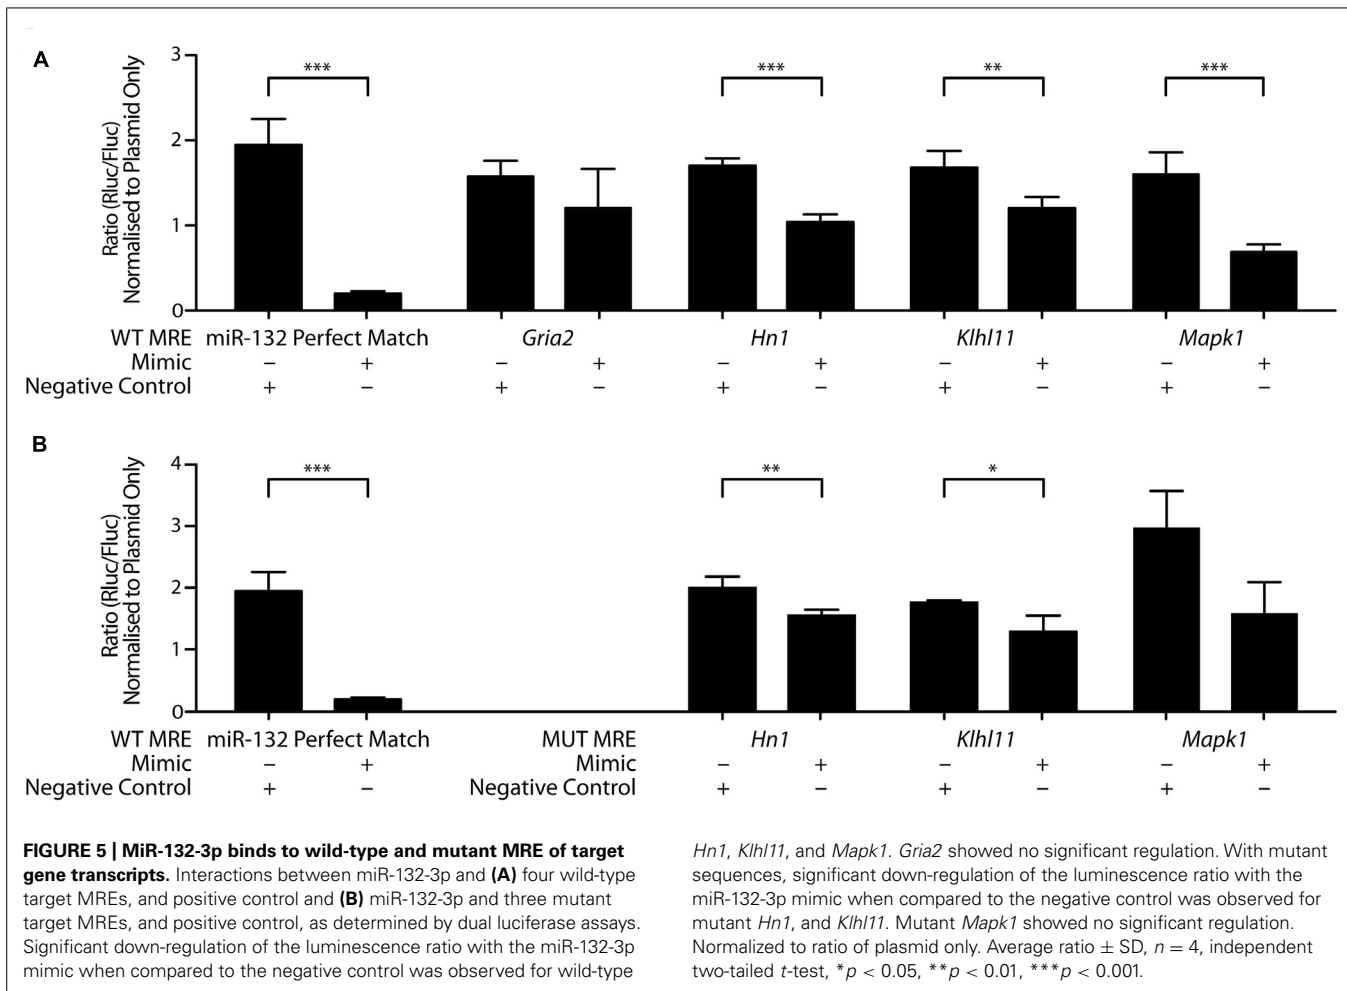 A
Ratio (Rluc/Fluc)
Normalised to Plasmid Only
3
2
1
0
*** *** ** ***
WT MRE miR-132 Perfect Match Gria2 Hn1 Klhl11 Mapk1
Mimic − + − + − + − + − +
Negative Control + − + − + − + − + −
B
Ratio (Rluc/Fluc)
Normalised to Plasmid Only
4
3
2
1
0
*** ** *
WT MRE miR-132 Perfect Match MUT MRE Hn1 Klhl11 Mapk1
Mimic − + Mimic − + − + − +
Negative Control + − Negative Control + − + − + −
FIGURE 5 | MiR-132-3p binds to wild-type and mutant MRE of target
gene transcripts. Interactions between miR-132-3p and (A) four wild-type
target MREs, and positive control and (B) miR-132-3p and three mutant
target MREs, and positive control, as determined by dual luciferase assays.
Significant down-regulation of the luminescence ratio with the miR-132-3p
mimic when compared to the negative control was observed for wild-type
Hn1, Klhl11, and Mapk1. Gria2 showed no significant regulation. With mutant
sequences, significant down-regulation of the luminescence ratio with the
miR-132-3p mimic when compared to the negative control was observed for
mutant Hn1, and Klhl11. Mutant Mapk1 showed no significant regulation.
Normalized to ratio of plasmid only. Average ratio ± SD, n = 4, independent
two-tailed t-test, *p < 0.05, **p < 0.01, ***p < 0.001.